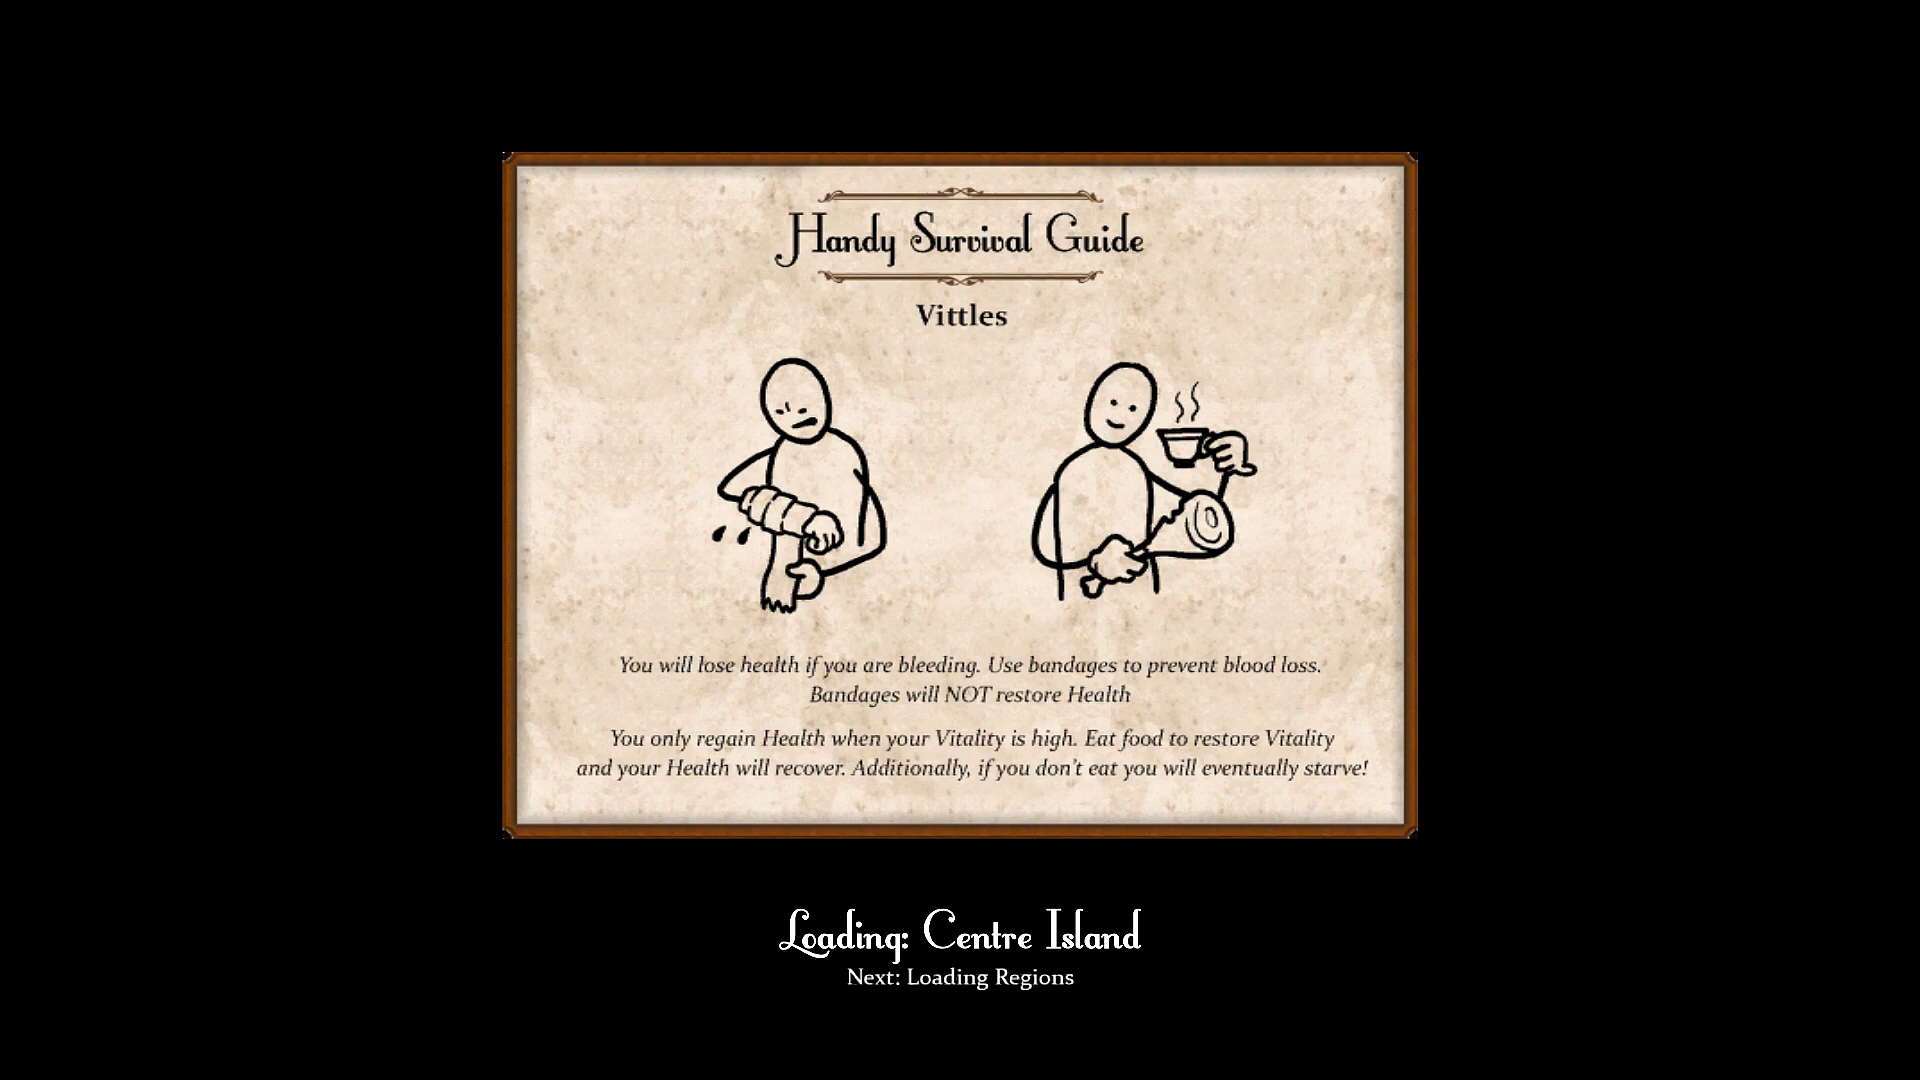 Handy Survival Guide
Vittles
You will lose health if you are bleeding. Use bandages to prevent blood loss.
Bandages will NOT restore Health
You only regain Health when your Vitality is high. Eat food to restore Vitality
and your Health will recover. Additionally, if you don't eat you will eventually starve!
Loading: Centre Island
Next: Loading Regions